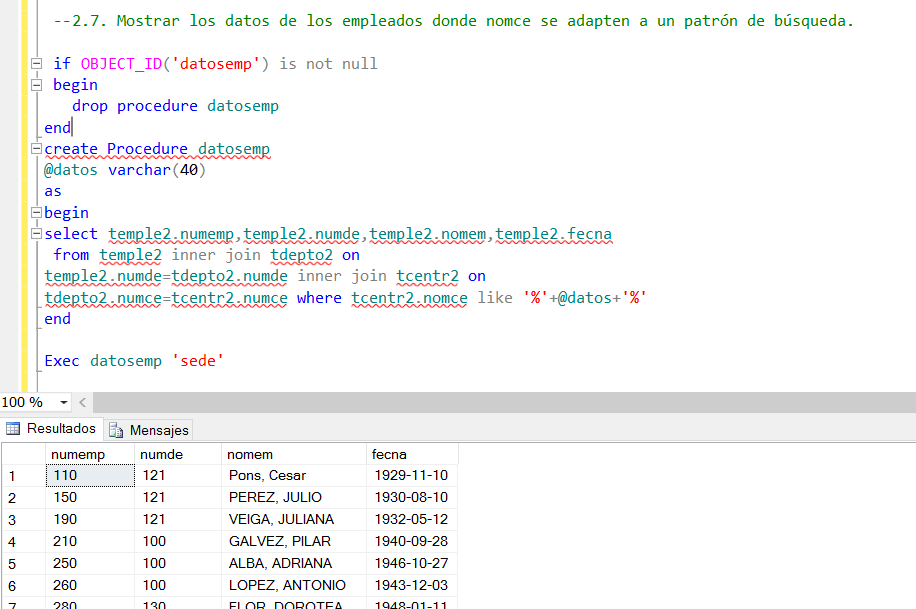 --2.7. Mostrar los datos de los empleados donde nomce se adapten a un patrón de búsqueda.
if OBJECT_ID('datosemp') is not null
begin
drop procedure datosemp
end
create Procedure datosemp
@datos varchar(40)
as
begin
select temple2.numemp,temple2.numde,temple2.nomem,temple2.fecna
from temple2 inner join tdepto2 on
temple2.numde=tdepto2.numde inner join tcentr2 on
tdepto2.numce=tcentr2.numce where tcentr2.nomce like '%'+@datos+'%'
end
Exec datosemp 'sede'
100 %
Resultados Mensajes
numemp numde nomem fecna
1 110 121 Pons, Cesar 1929-11-10
2 150 121 PEREZ, JULIO 1930-08-10
3 190 121 VEIGA, JULIANA 1932-05-12
4 210 100 GALVEZ, PILAR 1940-09-28
5 250 100 ALBA, ADRIANA 1946-10-27
6 260 100 LOPEZ, ANTONIO 1943-12-03
7 280 130 FLOR, DOROTEA 1948-01-11